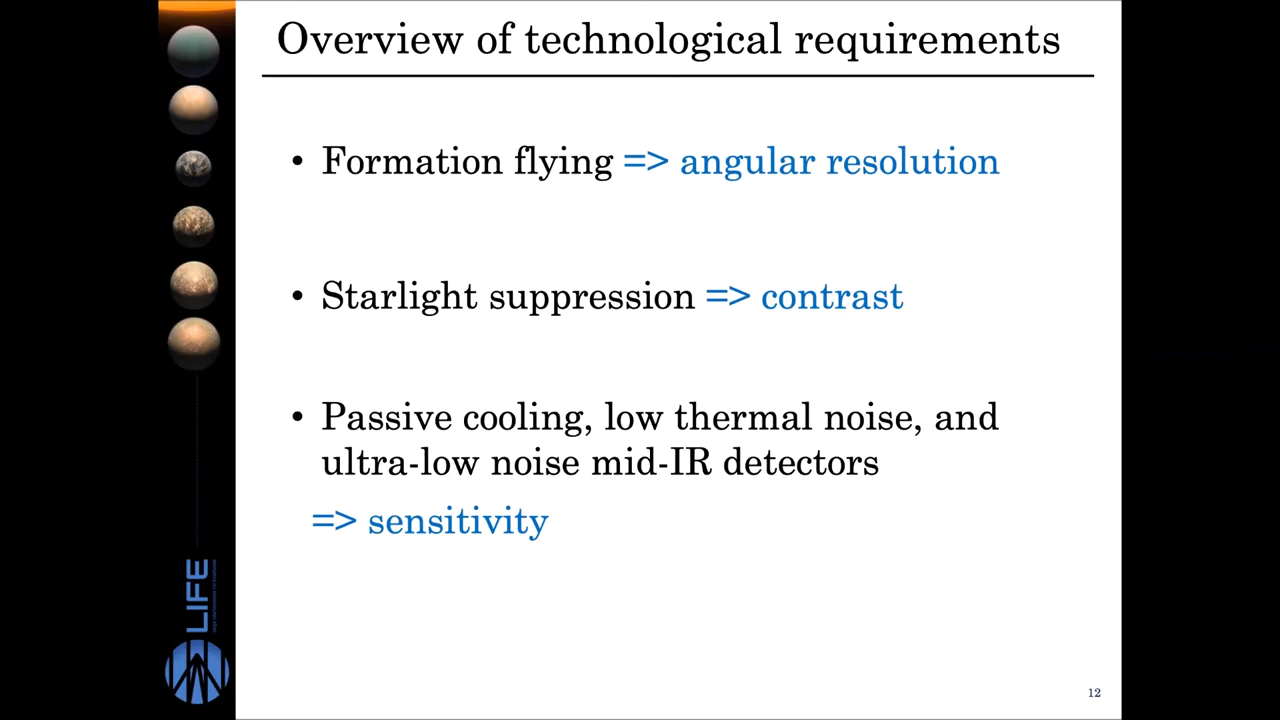 Overview of technological requirements
• Formation flying => angular resolution
• Starlight suppression => contrast
• Passive cooling, low thermal noise, and
ultra-low noise mid-IR detectors
=> sensitivity
LIFE
12